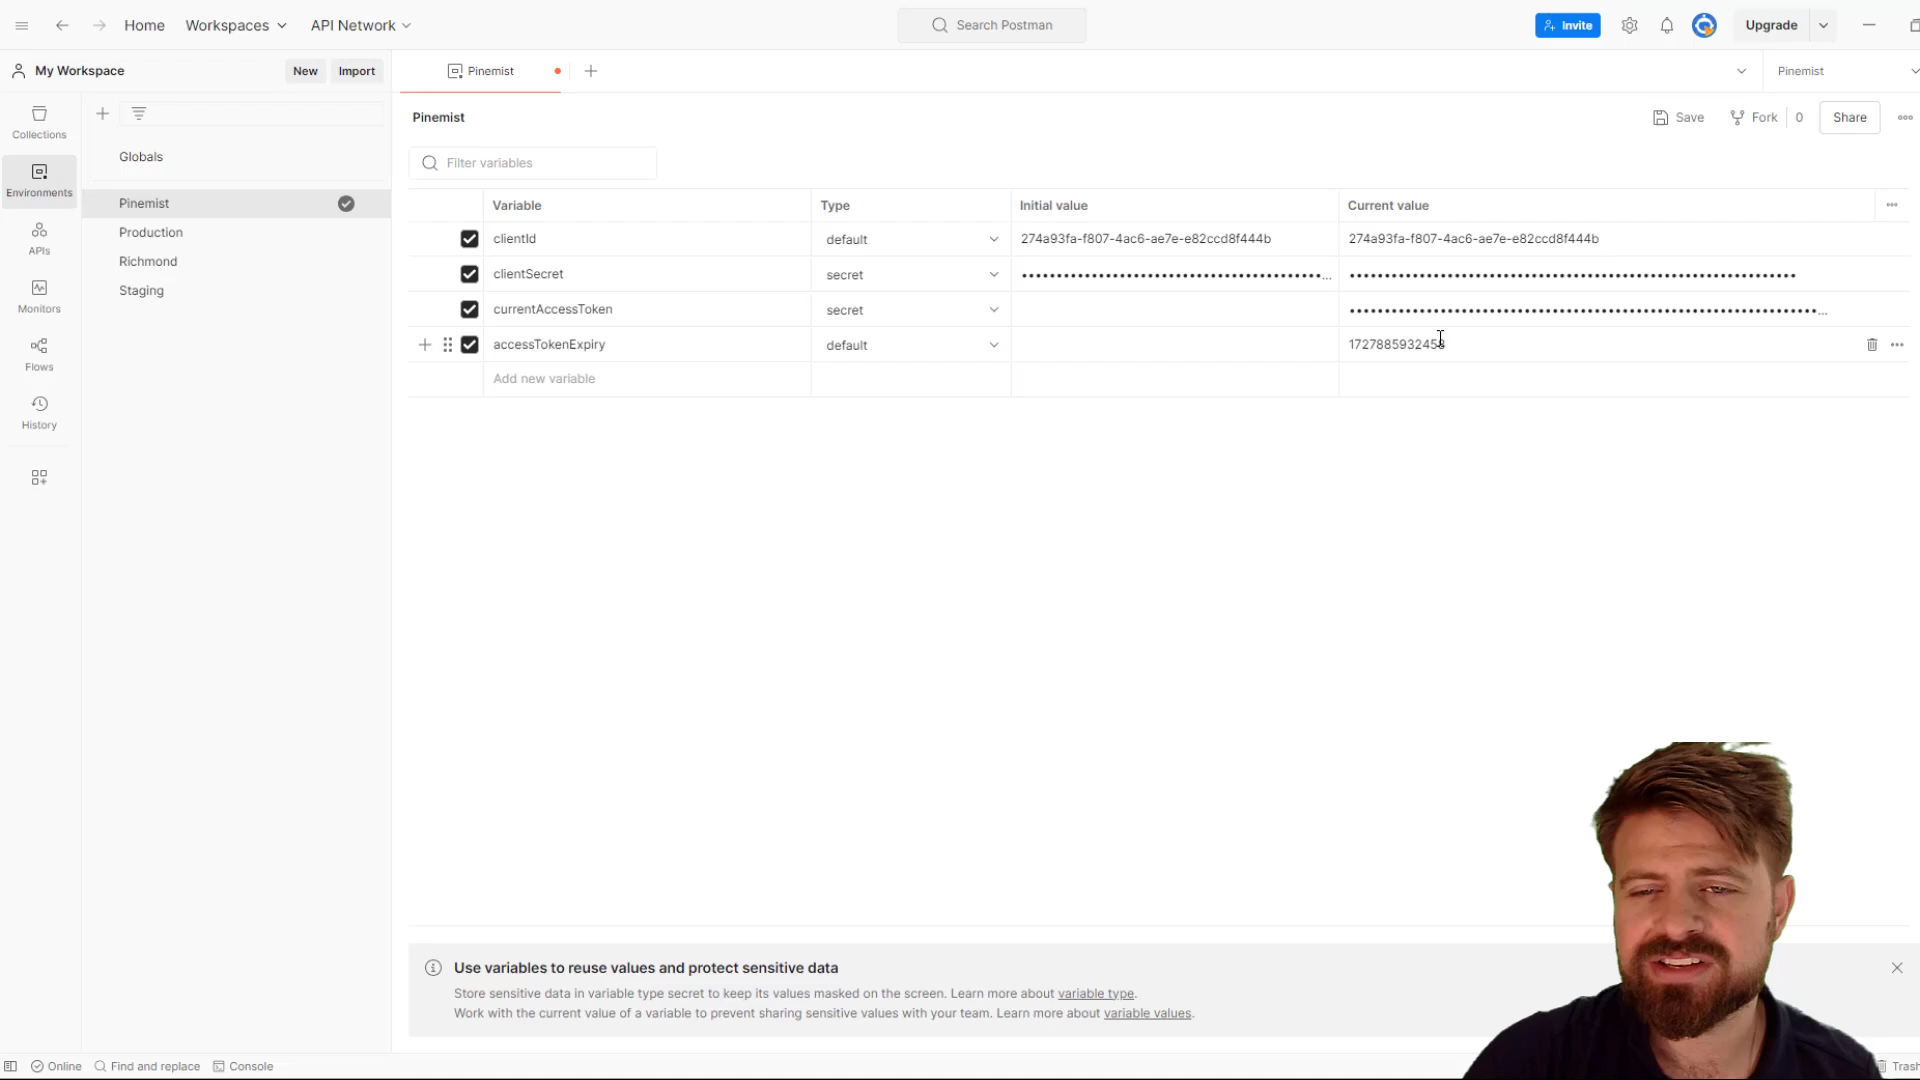 Home Workspaces API Network Search Postman Invite Upgrade
My Workspace New Import Pinemist Pinemist
Collections
Environments
APIs
Monitors
Flows
History
Globals
Pinemist
Production
Richmond
Staging
Pinemist Save Fork 0 Share
Filter variables
Variable Type Initial value Current value
clientId default 274a93fa-f807-4ac6-ae7e-e82ccd8f444b 274a93fa-f807-4ac6-ae7e-e82ccd8f444b
clientSecret secret
currentAccessToken secret
accessTokenExpiry default
Add new variable
Use variables to reuse values and protect sensitive data
Store sensitive data in variable type secret to keep its values masked on the screen. Learn more about variable type.
Work with the current value of a variable to prevent sharing sensitive values with your team. Learn more about variable values.
Online Find and replace Console Trash